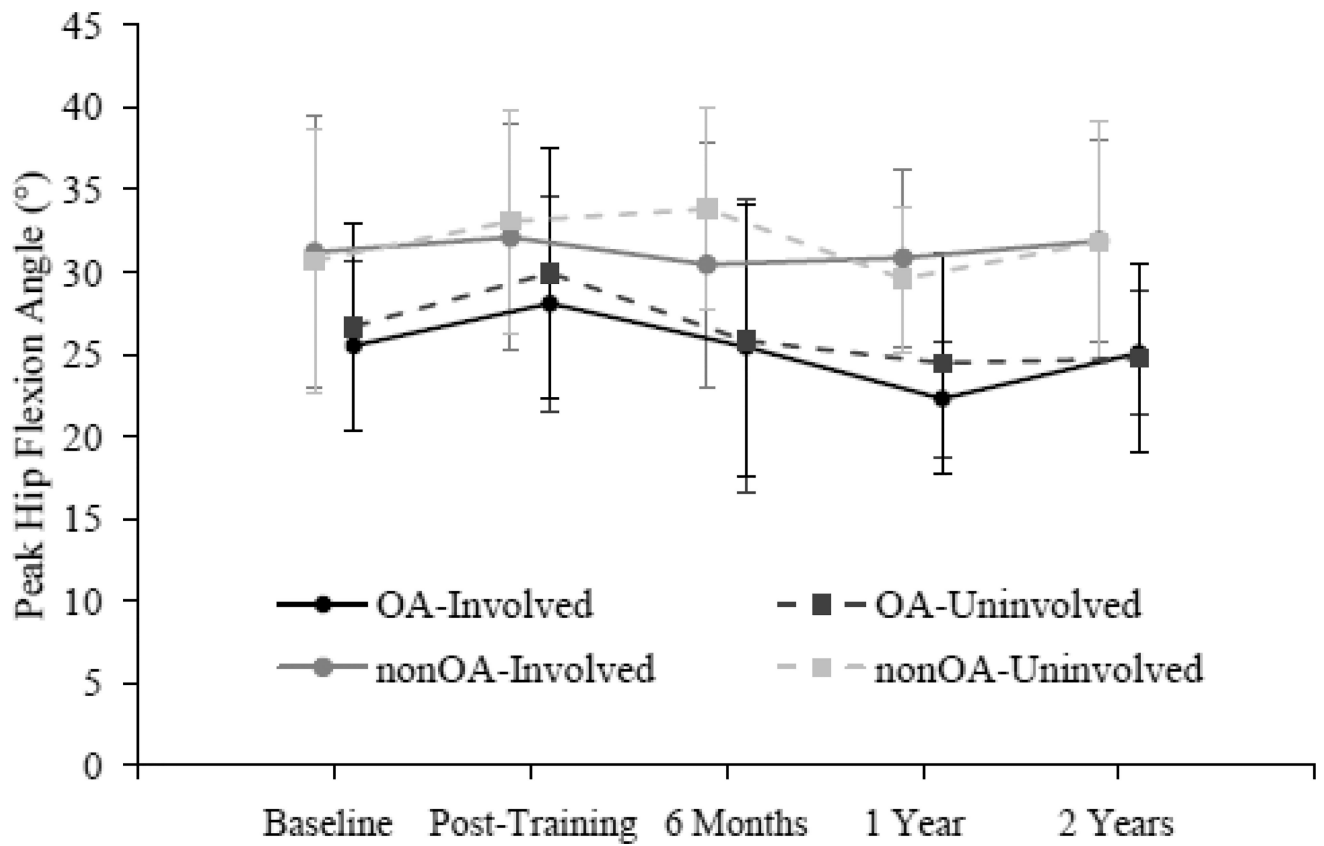 Peak Hip Flexion Angle (°)
45
40
35
30
25
20
15
10
5
0
OA-Involved
OA-Uninvolved
nonOA-Involved
nonOA-Uninvolved
Baseline
Post-Training
6 Months
1 Year
2 Years